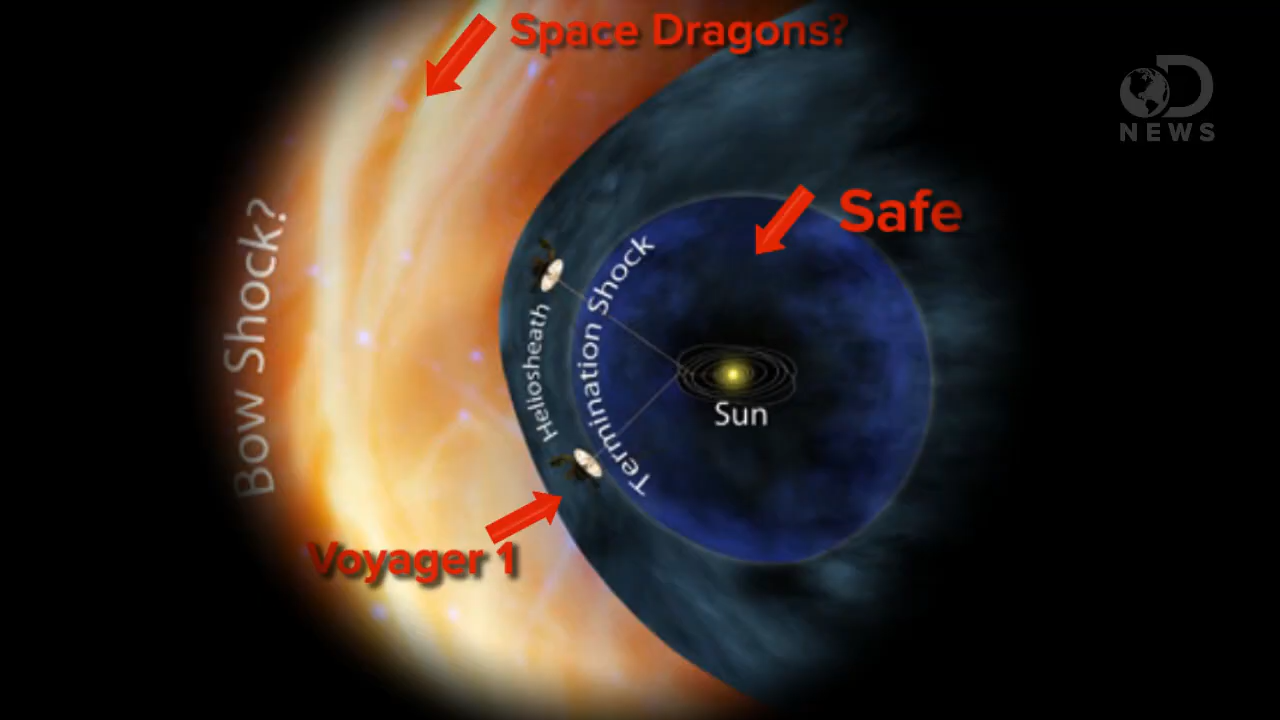 Space Dragons?
D
NEWS
Safe
Bow Shock?
Termination Shock
Heliosheath
Sun
Voyager 1